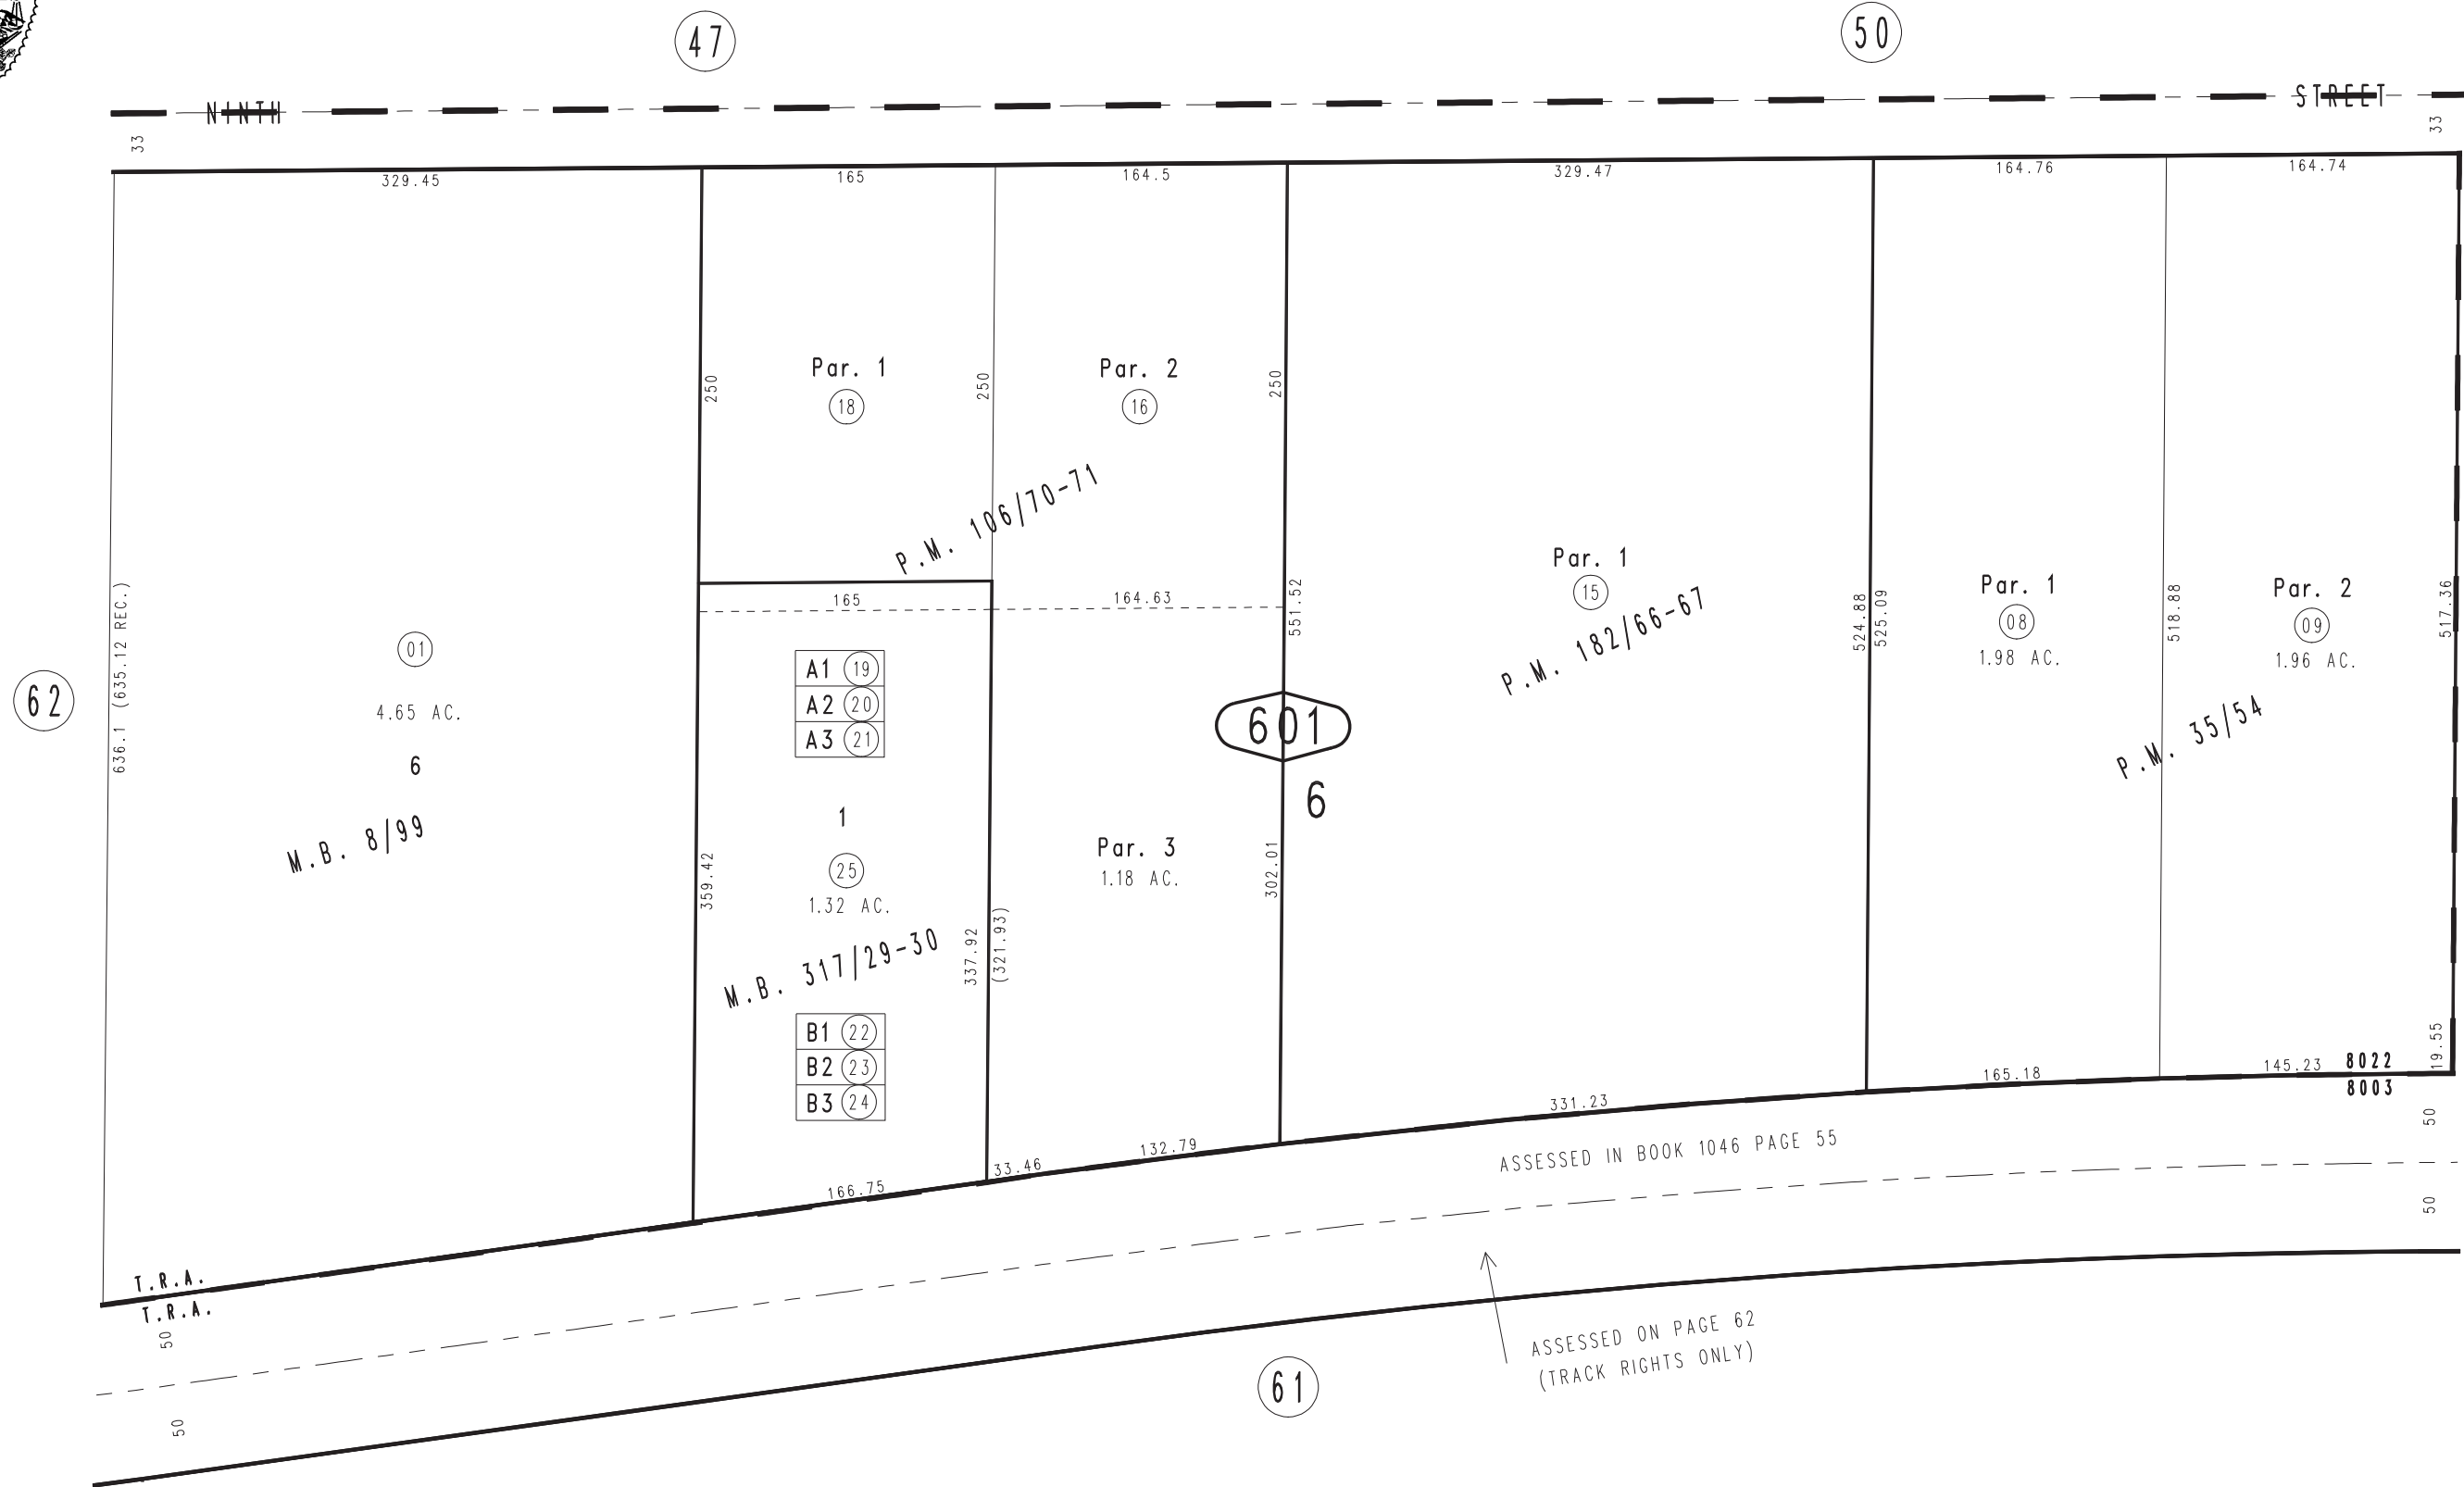 47
50
NINTH
STREET
33
33
329.45
165
164.5
329.47
164.76
164.74
Par. 1
18
250
250
Par. 2
16
250
P.M. 106/70-71
165
164.63
551.52
Par. 1
15
P.M. 182/66-67
524.88
525.09
Par. 1
08
1.98 AC.
518.88
Par. 2
09
1.96 AC.
517.36
P.M. 35/54
62
636.1 (635.12 REC.)
01
4.65 AC.
6
M.B. 8/99
A1 19
A2 20
A3 21
1
25
1.32 AC.
359.42
M.B. 317/29-30
337.92
(321.93)
B1 22
B2 23
B3 24
Par. 3
1.18 AC.
302.01
601
6
19.55
145.23
8022
8003
165.18
331.23
132.79
33.46
166.75
ASSESSED IN BOOK 1046 PAGE 55
50
50
T.R.A.
T.R.A.
50
50
ASSESSED ON PAGE 62
(TRACK RIGHTS ONLY)
61